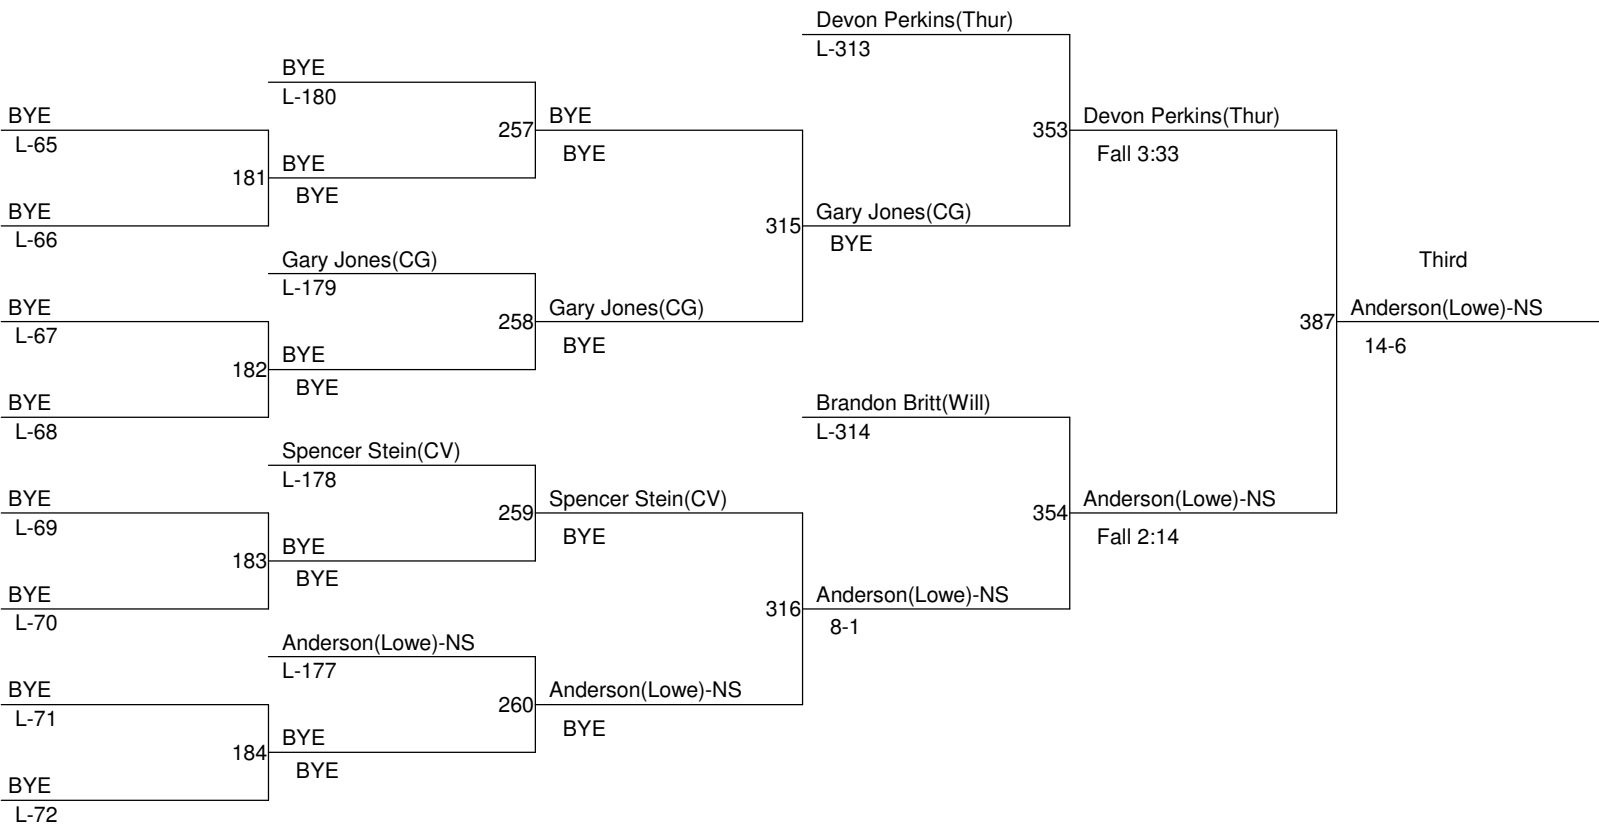 Devon Perkins(Thur)
L-313
BYE
L-180
BYE
L-65
257
BYE
BYE
353
Devon Perkins(Thur)
Fall 3:33
181
BYE
BYE
BYE
L-66
315
Gary Jones(CG)
BYE
Gary Jones(CG)
L-179
Third
BYE
L-67
258
Gary Jones(CG)
BYE
387
Anderson(Lowe)-NS
14-6
182
BYE
BYE
BYE
L-68
Brandon Britt(Will)
L-314
Spencer Stein(CV)
L-178
BYE
L-69
259
Spencer Stein(CV)
BYE
354
Anderson(Lowe)-NS
Fall 2:14
183
BYE
BYE
BYE
L-70
316
Anderson(Lowe)-NS
8-1
Anderson(Lowe)-NS
L-177
BYE
L-71
260
Anderson(Lowe)-NS
BYE
184
BYE
BYE
BYE
L-72